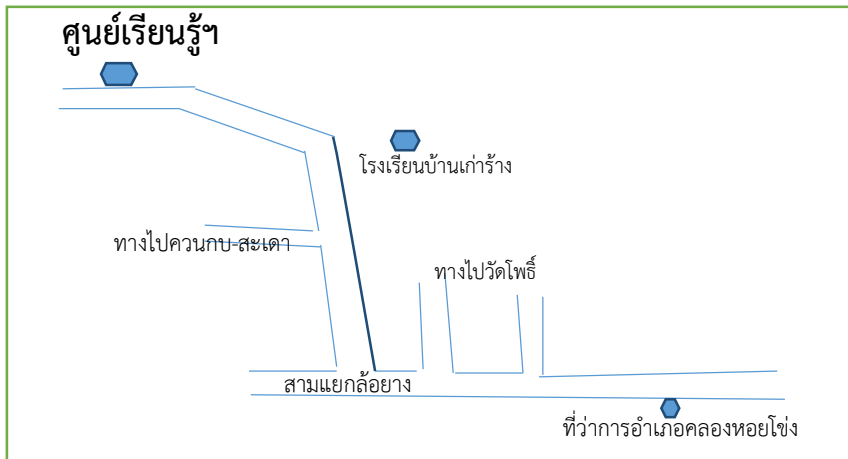 ศูนย์เรียนรู้ฯ
โรงเรียนบ้านเก่าร้าง
ทางไปควนกบ-สะเดา
ทางไปวัดโพธิ์
สามแยกล้อยาง
ที่ว่าการอำเภอคลองหอยโข่ง